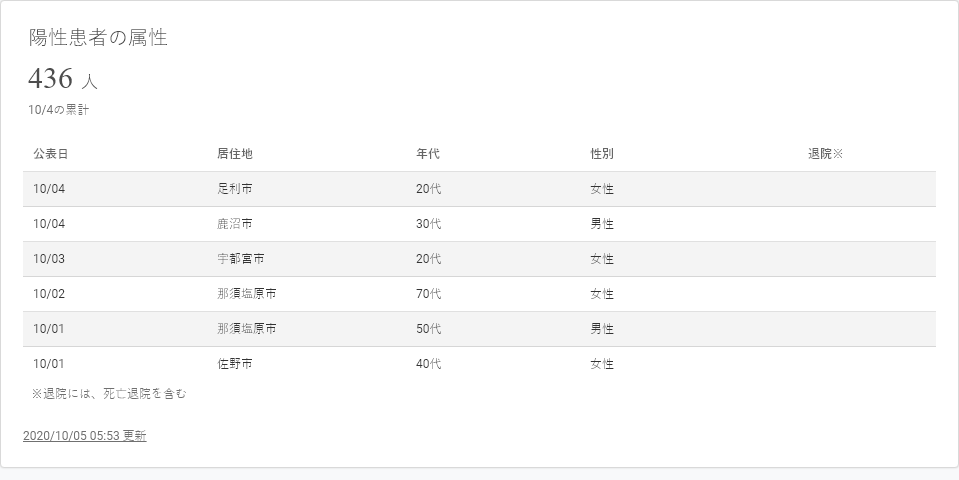 陽性患者の属性
436 人
10/4の累計
公表日 居住地 年代 性別 退院※
10/04 足利市 20代 女性
10/04 鹿沼市 30代 男性
10/03 宇都宮市 20代 女性
10/02 那須塩原市 70代 女性
10/01 那須塩原市 50代 男性
10/01 佐野市 40代 女性
※退院には、死亡退院を含む
2020/10/05 05:53 更新